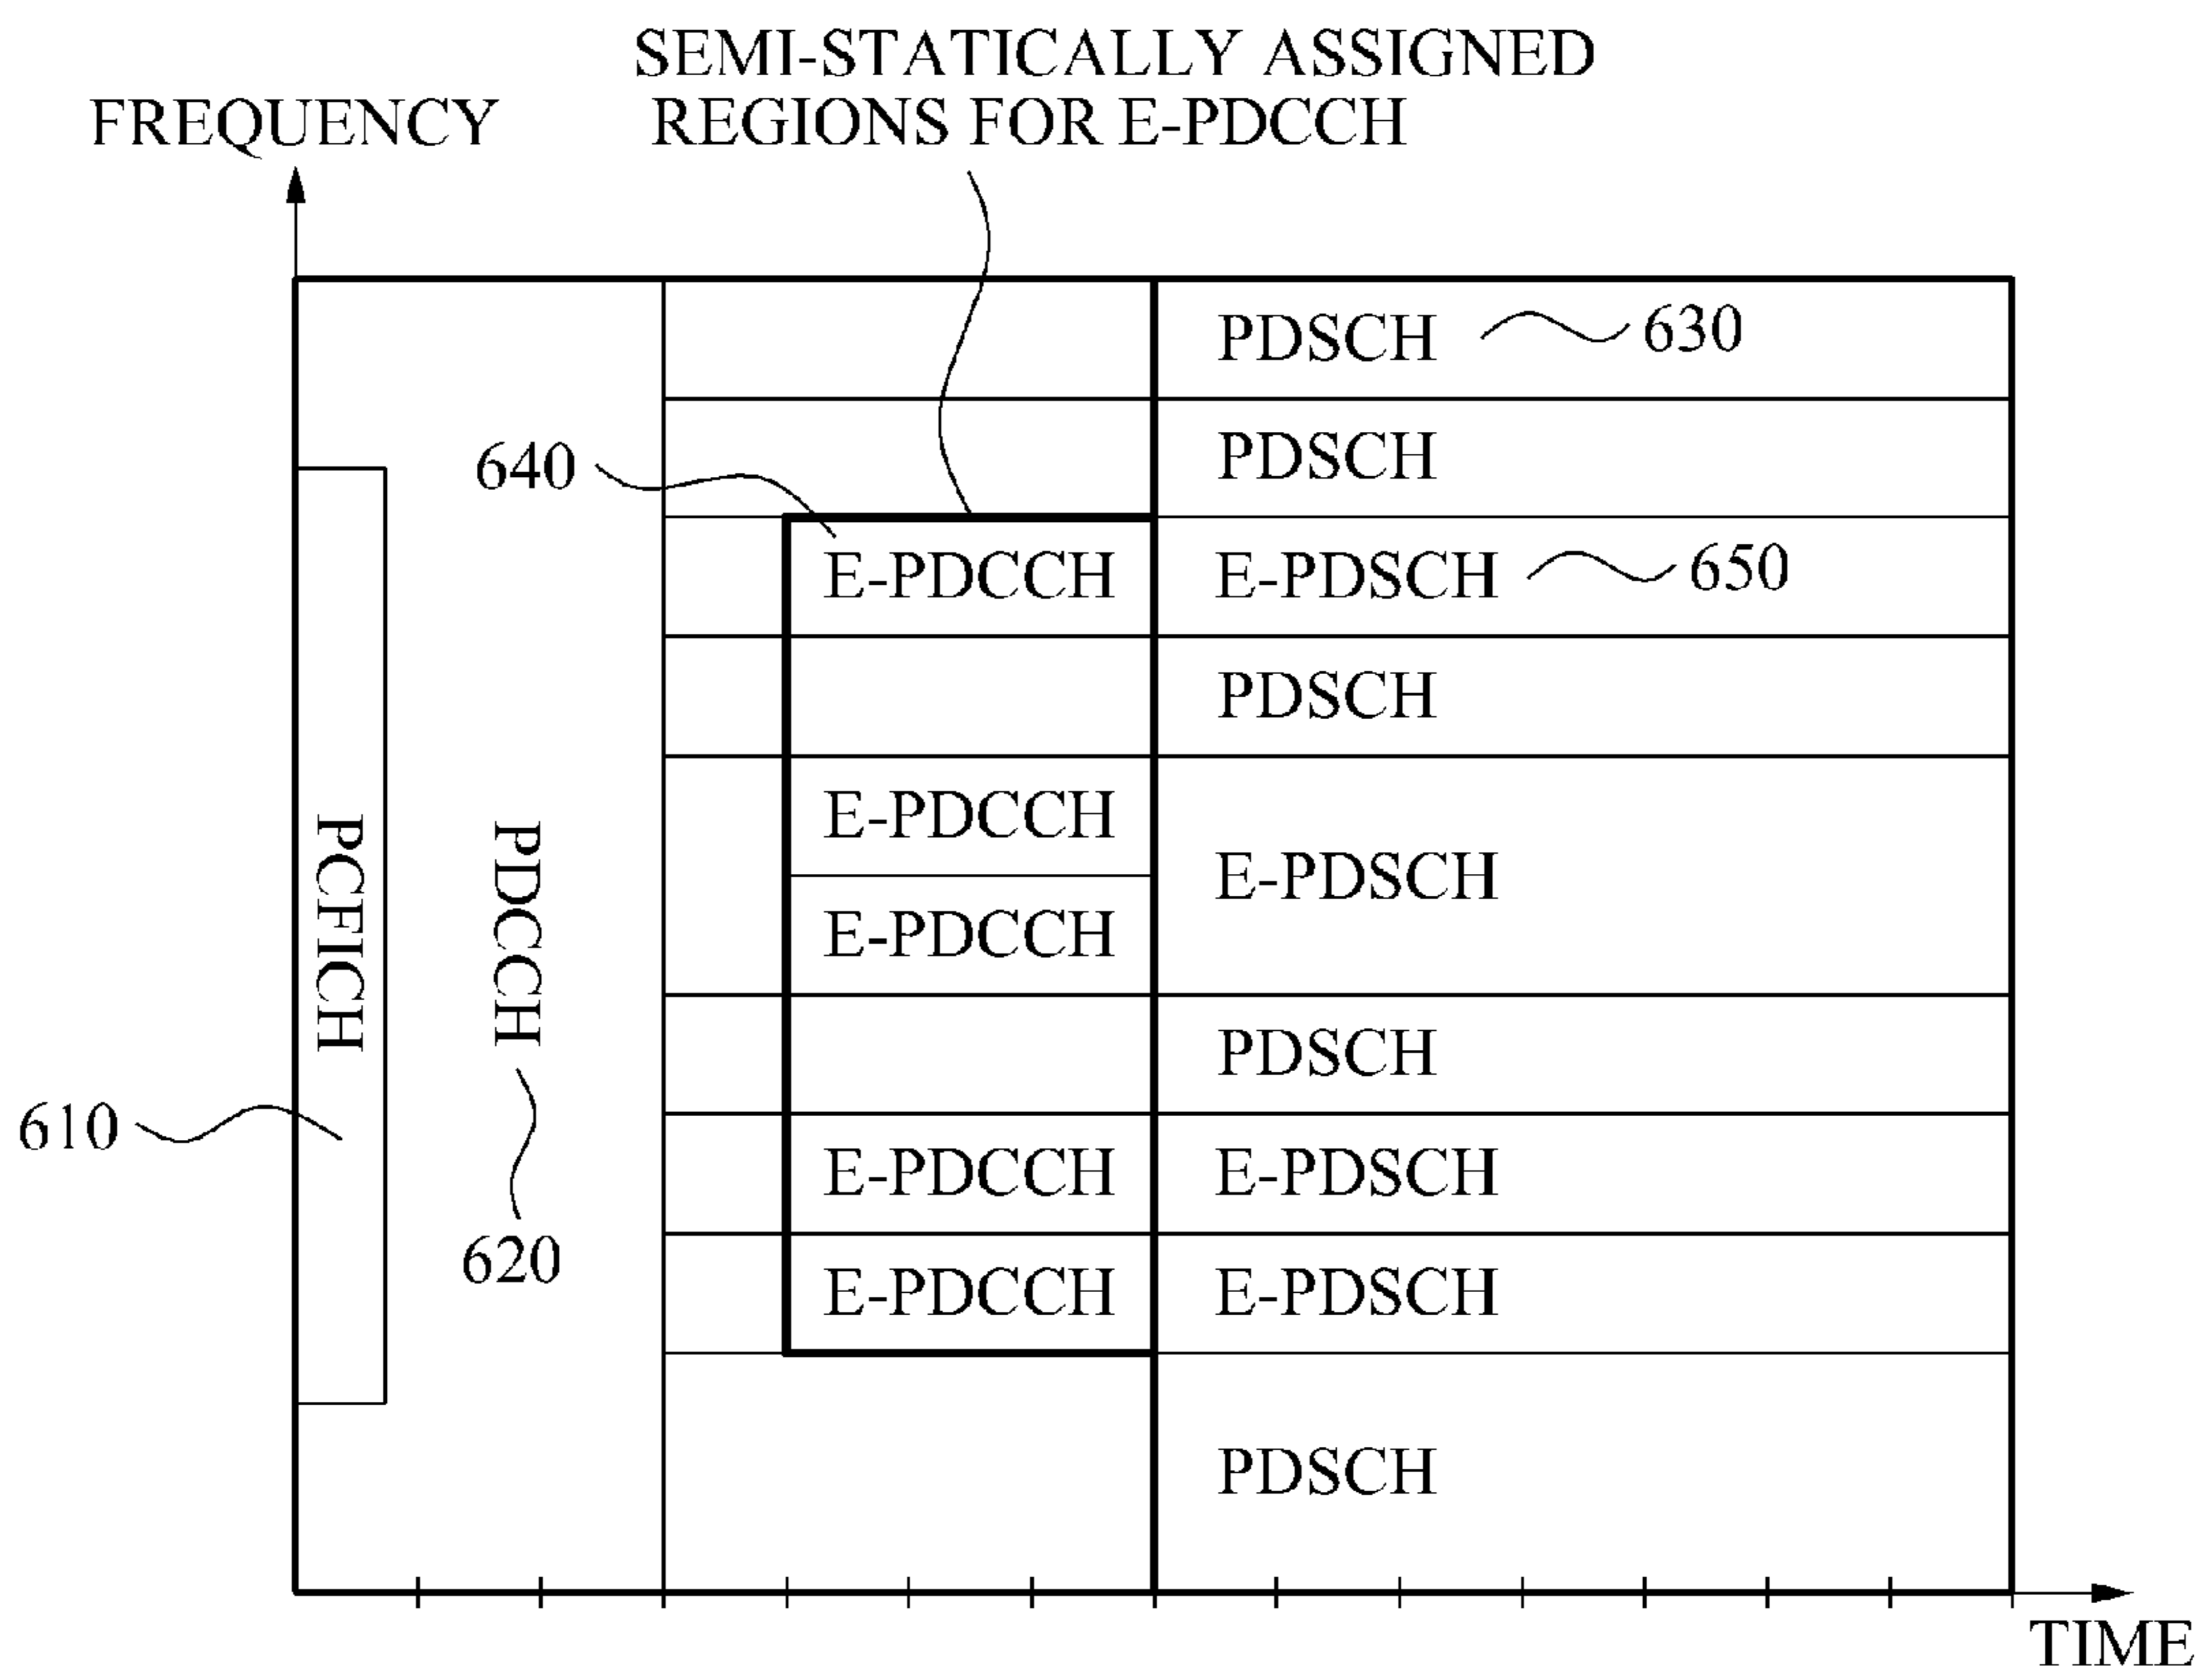 SEMI-STATICALLY ASSIGNED
REGIONS FOR E-PDCCH
FREQUENCY
PDSCH
630
PDSCH
640
E-PDCCH
E-PDSCH
650
PDSCH
E-PDCCH
E-PDSCH
E-PDCCH
PCFICH
PDCCH
PDSCH
610
E-PDCCH
E-PDSCH
620
E-PDCCH
E-PDSCH
PDSCH
TIME